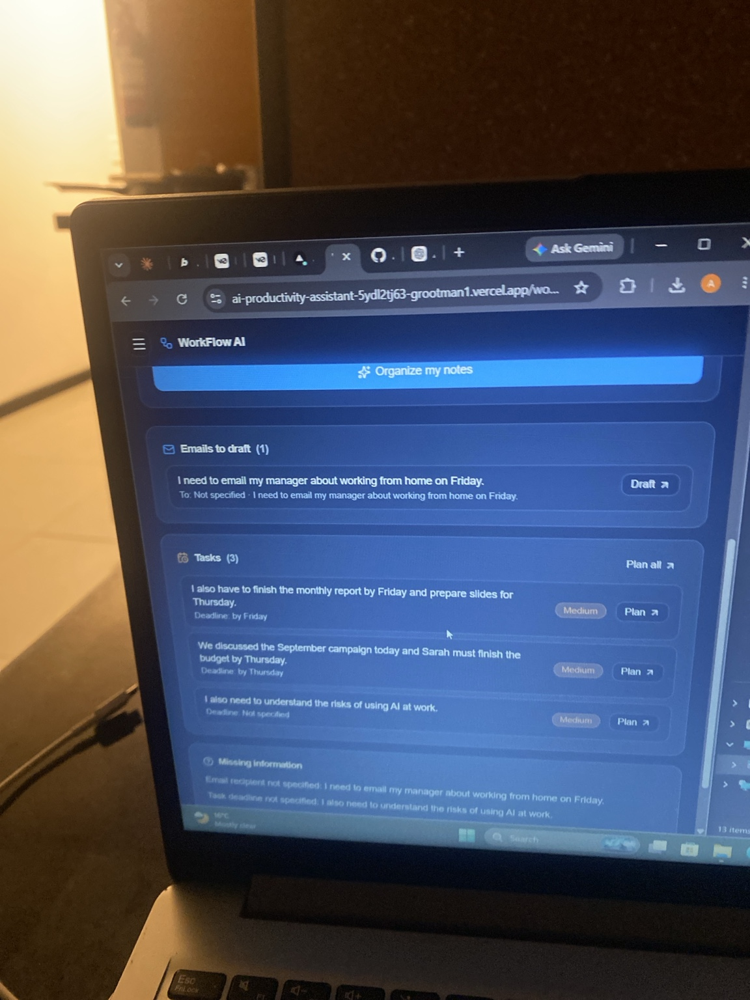 Ask Gemini
ai-productivity-assistant-5ydl2tj63-grootman1.vercel.app/wo...
A
WorkFlow AI
Organize my notes
Emails to draft (1)
I need to email my manager about working from home on Friday.
To: Not specified · I need to email my manager about working from home on Friday.
Draft
Tasks (3)
Plan all
I also have to finish the monthly report by Friday and prepare slides for
Thursday.
Deadline: by Friday
Medium
Plan
We discussed the September campaign today and Sarah must finish the
budget by Thursday.
Deadline: by Thursday
Medium
Plan
I also need to understand the risks of using AI at work.
Deadline: Not specified
Medium
Plan
Missing information
Email recipient not specified: I need to email my manager about working from home on Friday.
Task deadline not specified: I also need to understand the risks of using AI at work.
16°C
Mostly clear
Search
13 items
Esc
FnLock